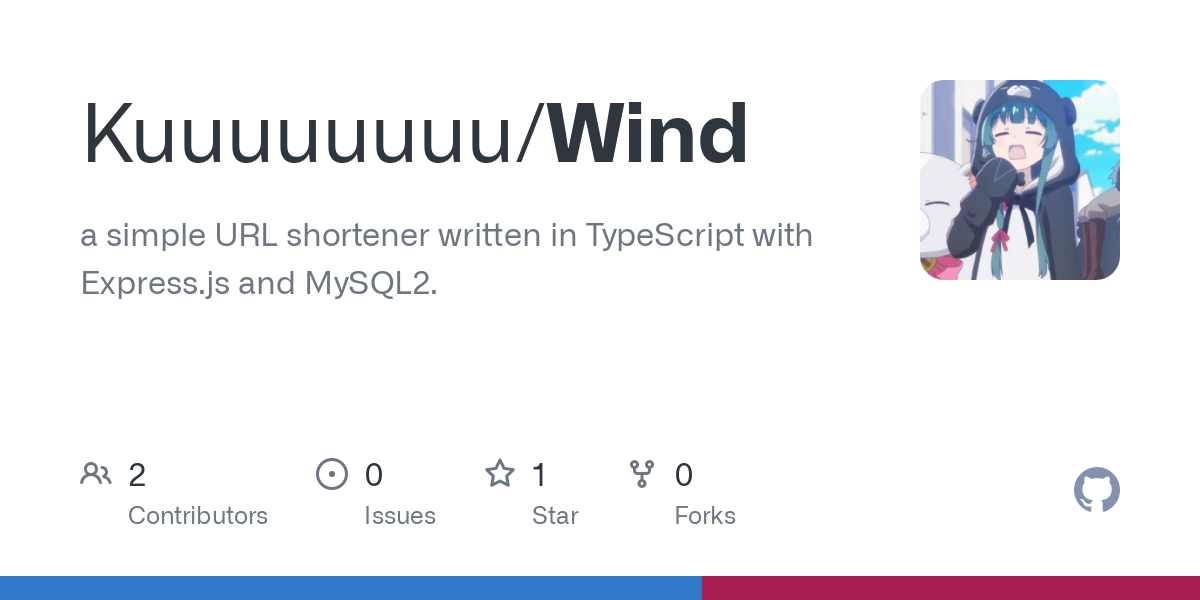 Kuuuuuuuu/Wind
a simple URL shortener written in TypeScript with
Express.js and MySQL2.
2
Contributors
0
Issues
1
Star
0
Forks